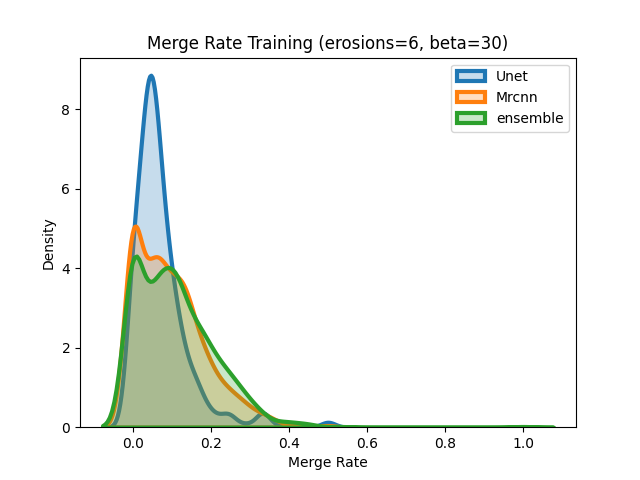 Merge Rate Training (erosions=6, beta=30)
Unet
Mrcnn
ensemble
Density
8
6
4
2
0
0.0 0.2 0.4 0.6 0.8 1.0
Merge Rate